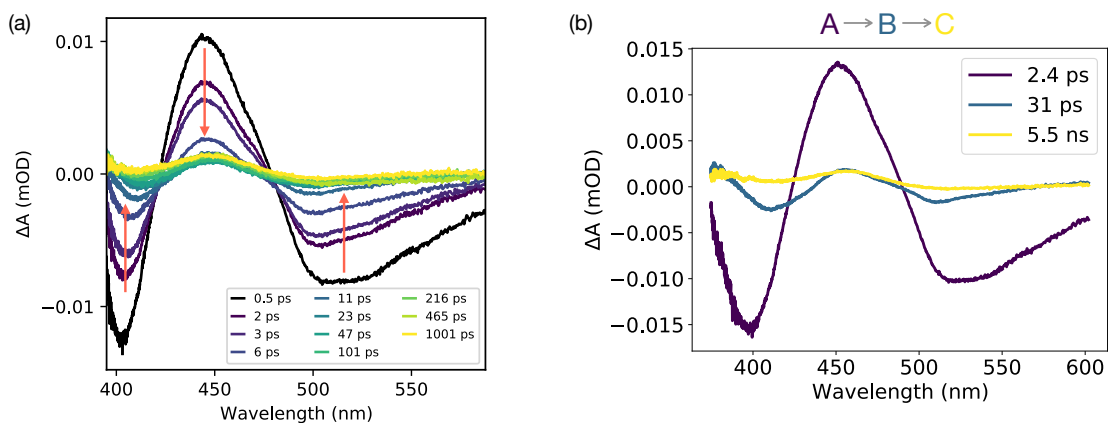 (a)
ΔA (mOD)
0.01
0.00
−0.01
0.5 ps
2 ps
3 ps
6 ps
11 ps
23 ps
47 ps
101 ps
216 ps
465 ps
1001 ps
400
450
500
550
Wavelength (nm)
(b)
A → B → C
ΔA (mOD)
0.015
0.010
0.005
0.000
−0.005
−0.010
−0.015
2.4 ps
31 ps
5.5 ns
400
450
500
550
600
Wavelength (nm)